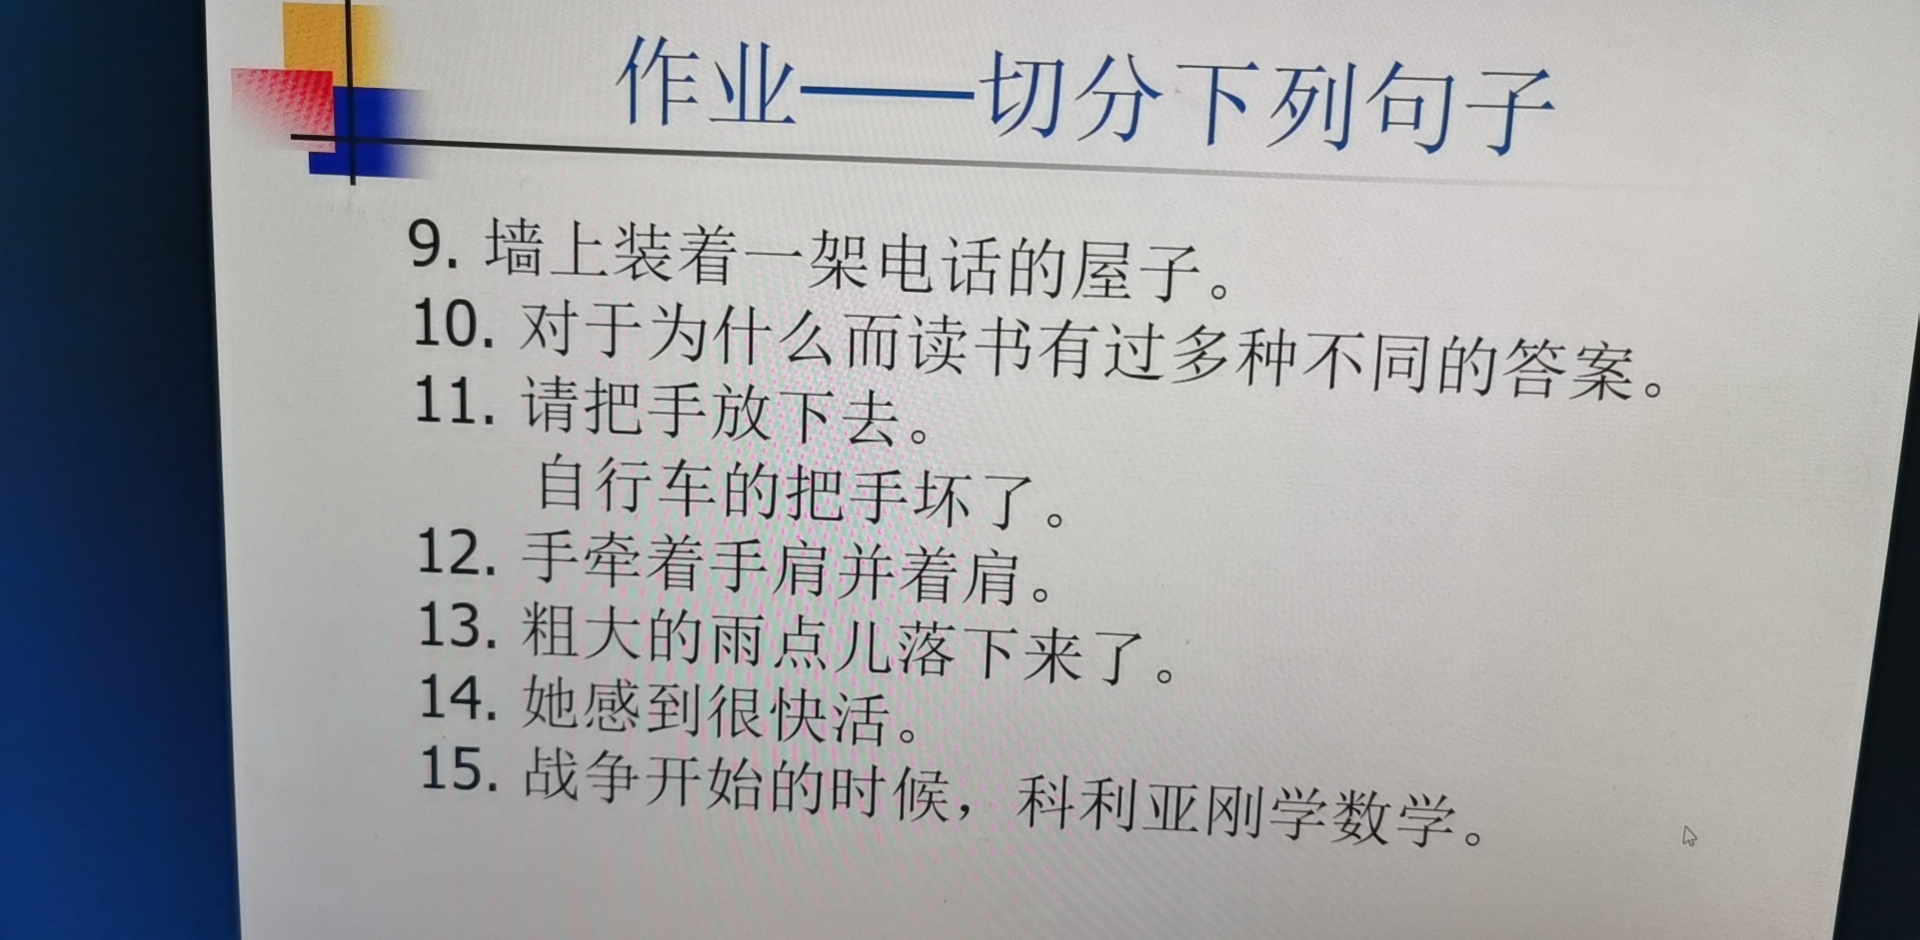 作业——切分下列句子
9. 墙上装着一架电话的屋子。
10. 对于为什么而读书有过多种不同的答案。
11. 请把手放下去。
自行车的把手坏了。
12. 手牵着手肩并着肩。
13. 粗大的雨点儿落下来了。
14. 她感到很快活。
15. 战争开始的时候，科利亚刚学数学。